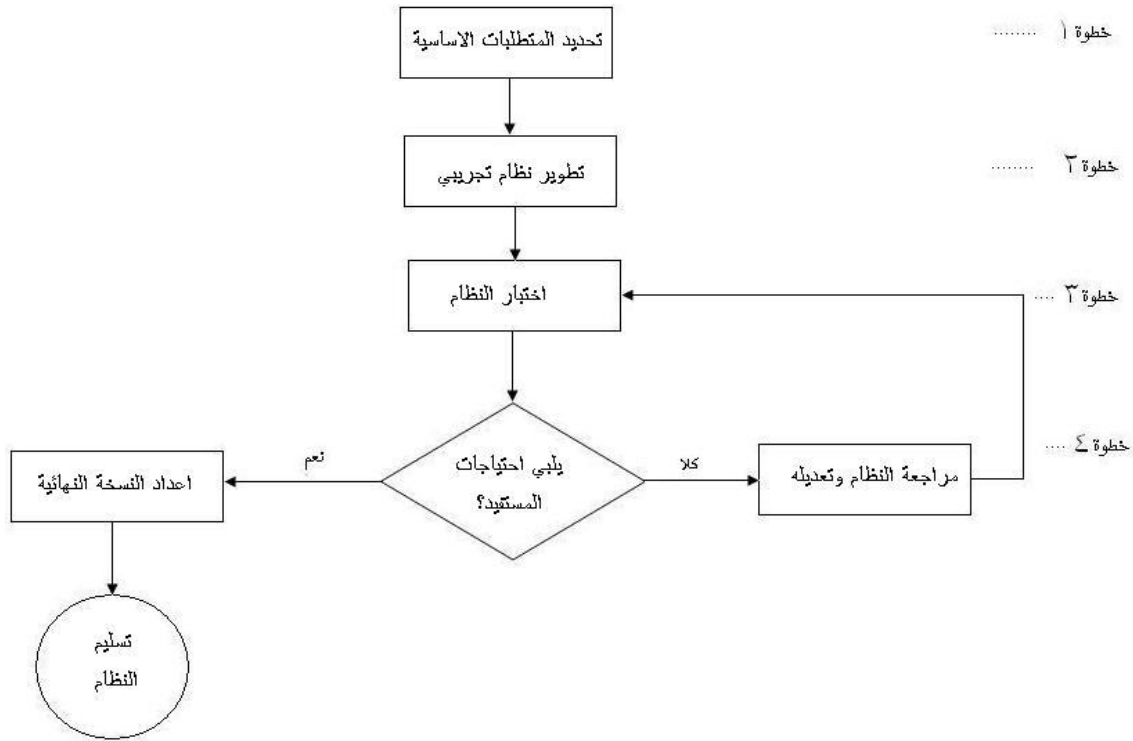 خطوة ١ ........
تحديد المتطلبات الاساسية
خطوة ٢ ........
تطوير نظام تجريبي
خطوة ٣ ....
اختبار النظام
خطوة ٤ ....
يلبي احتياجات
المستفيد؟
كلا
مراجعة النظام وتعديله
نعم
اعداد النسخة النهائية
تسليم
النظام